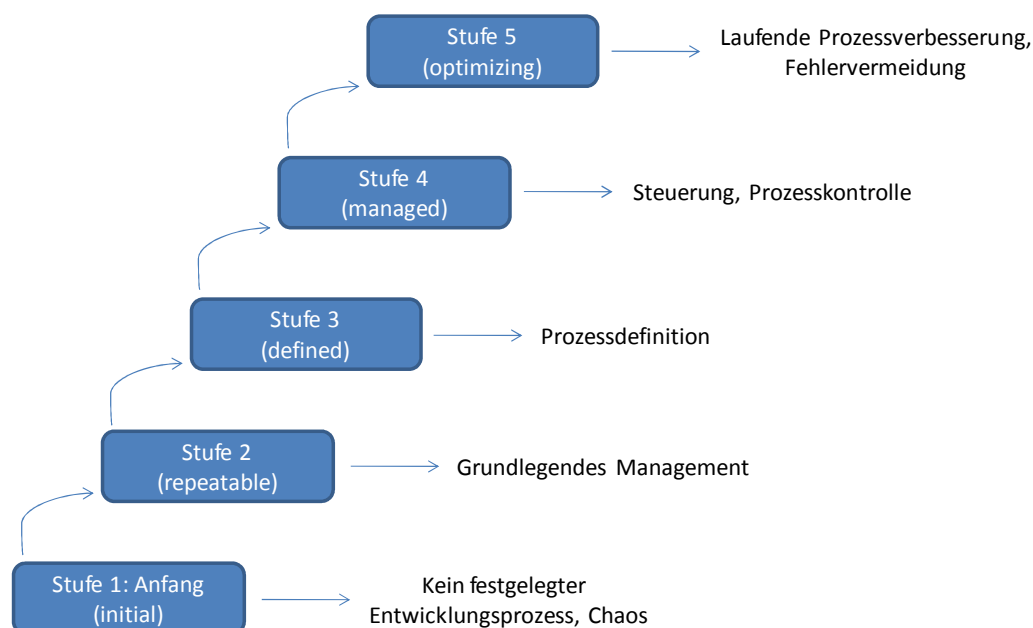 Stufe 5
(optimizing)
Laufende Prozessverbesserung,
Fehlervermeidung
Stufe 4
(managed)
Steuerung, Prozesskontrolle
Stufe 3
(defined)
Prozessdefinition
Stufe 2
(repeatable)
Grundlegendes Management
Stufe 1: Anfang
(initial)
Kein festgelegter
Entwicklungsprozess, Chaos